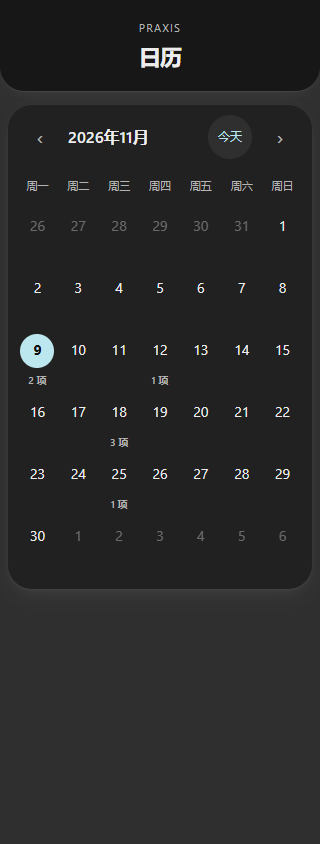 PRAXIS
日历
‹ 2026年11月 今天 ›
周一 周二 周三 周四 周五 周六 周日
26 27 28 29 30 31 1
2 3 4 5 6 7 8
9 10 11 12 13 14 15
2 项 1 项
16 17 18 19 20 21 22
3 项
23 24 25 26 27 28 29
1 项
30 1 2 3 4 5 6